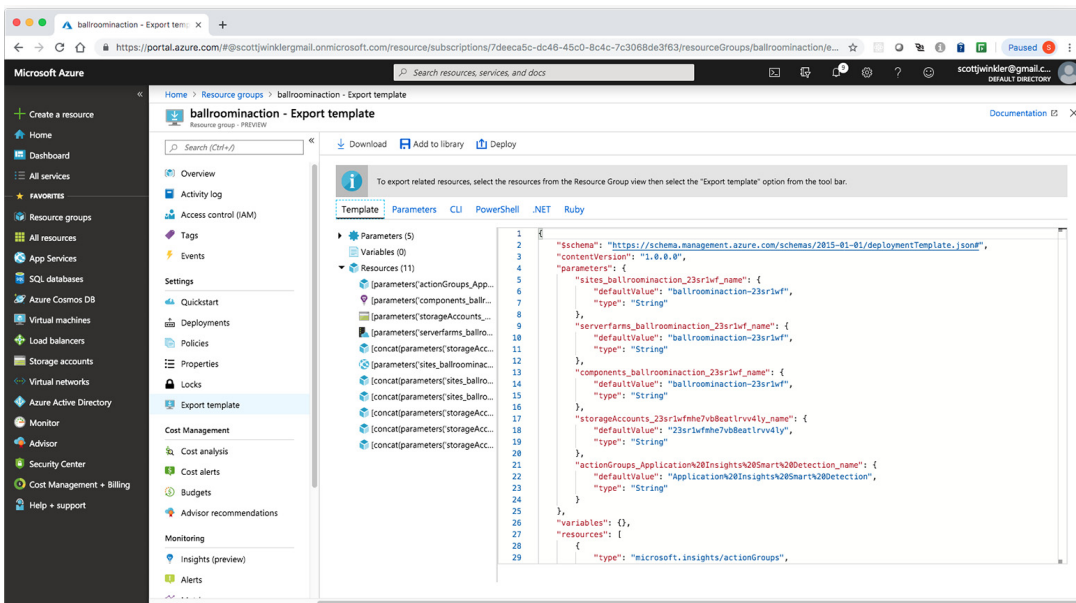 ballroominaction - Export temp
https://portal.azure.com/#@scottjwinklergmail.onmicrosoft.com/resource/subscriptions/7deeca5c-dc46-45c0-8c4c-7c3068de3f63/resourceGroups/ballroominaction/e...
Paused
S
Microsoft Azure
Search resources, services, and docs
9
scottjwinkler@gmail.c...
DEFAULT DIRECTORY
Home > Resource groups > ballroominaction - Export template
ballroominaction - Export template
Resource group - PREVIEW
Documentation
Create a resource
Home
Dashboard
All services
FAVORITES
Resource groups
All resources
App Services
SQL databases
Azure Cosmos DB
Virtual machines
Load balancers
Storage accounts
Virtual networks
Azure Active Directory
Monitor
Advisor
Security Center
Cost Management + Billing
Help + support
Search (Ctrl+/)
Overview
Activity log
Access control (IAM)
Tags
Events
Settings
Quickstart
Deployments
Policies
Properties
Locks
Export template
Cost Management
Cost analysis
Cost alerts
Budgets
Advisor recommendations
Monitoring
Insights (preview)
Alerts
Download Add to library Deploy
To export related resources, select the resources from the Resource Group view then select the "Export template" option from the tool bar.
Template Parameters CLI PowerShell .NET Ruby
Parameters (5)
Variables (0)
Resources (11)
[parameters('actionGroups_App...
[parameters('components_ballr...
[parameters('storageAccounts_...
[parameters('serverfarms_ballro...
[concat(parameters('storageAcc...
[parameters('sites_ballroominac...
[concat(parameters('sites_ballro...
[concat(parameters('sites_ballro...
[concat(parameters('storageAcc...
[concat(parameters('storageAcc...
[concat(parameters('storageAcc...
1 {
2 "$schema": "https://schema.management.azure.com/schemas/2015-01-01/deploymentTemplate.json#",
3 "contentVersion": "1.0.0.0",
4 "parameters": {
5 "sites_ballroominaction_23sr1wf_name": {
6 "defaultValue": "ballroominaction-23sr1wf",
7 "type": "String"
8 },
9 "serverfarms_ballroominaction_23sr1wf_name": {
10 "defaultValue": "ballroominaction-23sr1wf",
11 "type": "String"
12 },
13 "components_ballroominaction_23sr1wf_name": {
14 "defaultValue": "ballroominaction-23sr1wf",
15 "type": "String"
16 },
17 "storageAccounts_23sr1wfmhe7vb8eatlrvv4ly_name": {
18 "defaultValue": "23sr1wfmhe7vb8eatlrvv4ly",
19 "type": "String"
20 },
21 "actionGroups_Application%20Insights%20Smart%20Detection_name": {
22 "defaultValue": "Application%20Insights%20Smart%20Detection",
23 "type": "String"
24 }
25 },
26 "variables": {},
27 "resources": [
28 {
29 "type": "microsoft.insights/actionGroups",